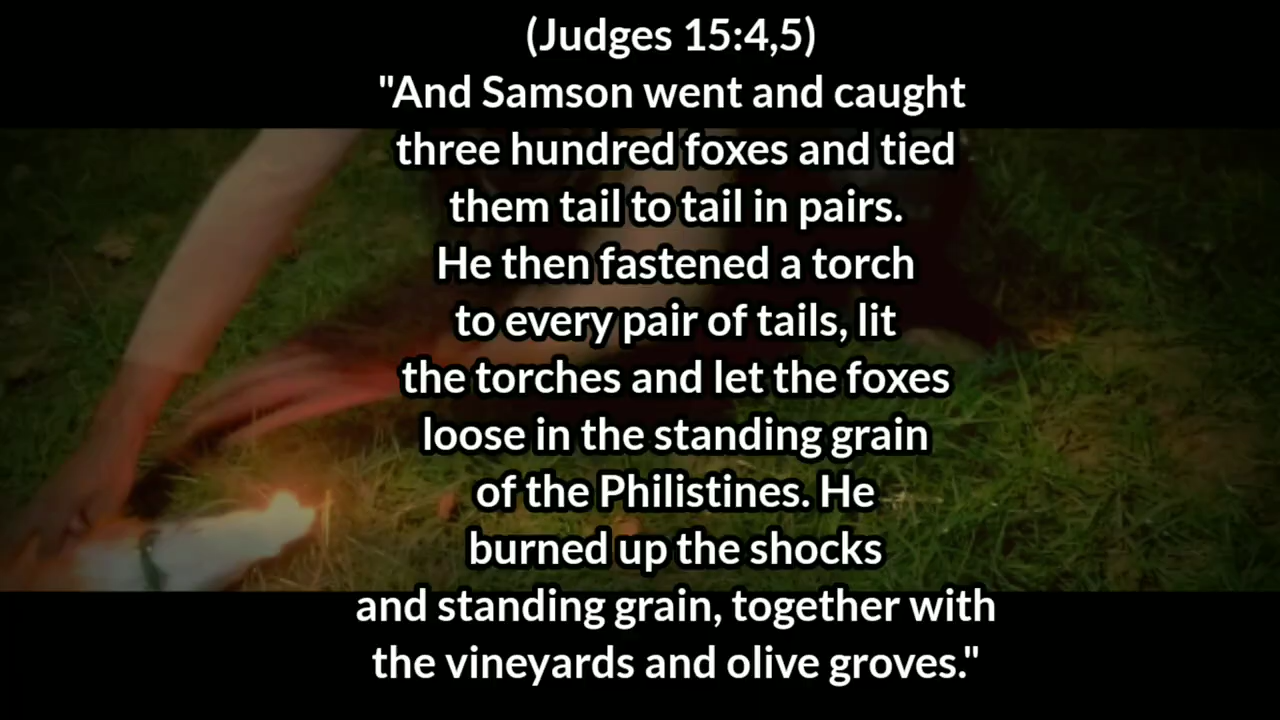 (Judges 15:4,5)
"And Samson went and caught
three hundred foxes and tied
them tail to tail in pairs.
He then fastened a torch
to every pair of tails, lit
the torches and let the foxes
loose in the standing grain
of the Philistines. He
burned up the shocks
and standing grain, together with
the vineyards and olive groves."